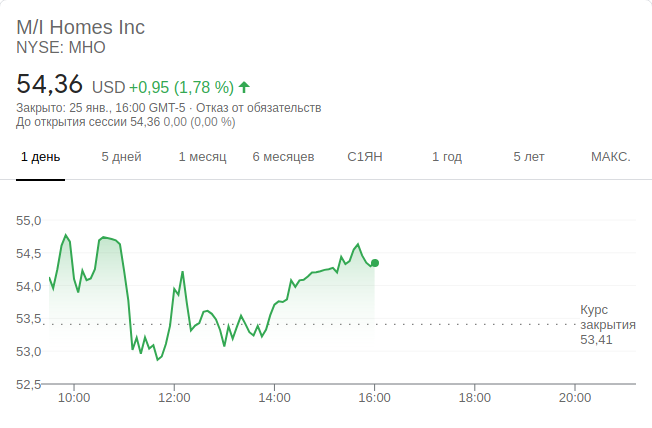 M/I Homes Inc
NYSE: MHO
54,36 USD +0,95 (1,78 %)
Закрыто: 25 янв., 16:00 GMT-5 · Отказ от обязательств
До открытия сессии 54,36 0,00 (0,00 %)
1 день 5 дней 1 месяц 6 месяцев С1ЯН 1 год 5 лет МАКС.
55,0
54,5
54,0
53,5
53,0
52,5
Курс
закрытия
53,41
10:00 12:00 14:00 16:00 18:00 20:00